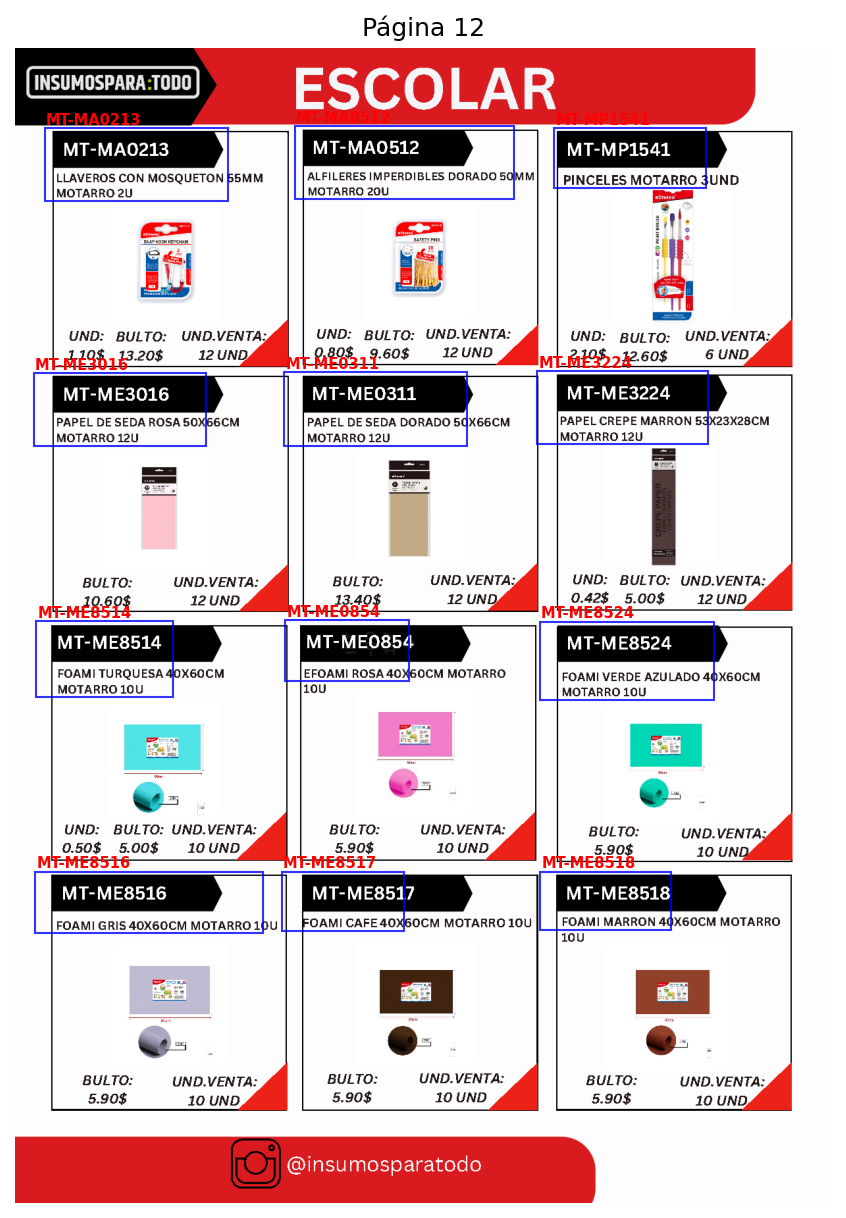 Página 12
INSUMOSPARA:TODO
ESCOLAR
MT-MA0213
MT-MA0512
MT-MP1541
MT-MA0213
MT-MA0512
MT-MP1541
LLAVEROS CON MOSQUETON 55MM
MOTARRO 2U
ALFILERES IMPERDIBLES DORADO 50MM
MOTARRO 20U
PINCELES MOTARRO 3UND
SNAP HOOK KEYCHAIN
SAFETY PINS
UND: BULTO: UND.VENTA:
1.10$ 13.20$ 12 UND
UND: BULTO: UND.VENTA:
0.80$ 9.60$ 12 UND
UND: BULTO: UND.VENTA:
2.10$ 12.60$ 6 UND
MT-ME3016
MT-ME0311
MT-ME3224
MT-ME3016
MT-ME0311
MT-ME3224
PAPEL DE SEDA ROSA 50X66CM
MOTARRO 12U
PAPEL DE SEDA DORADO 50X66CM
MOTARRO 12U
PAPEL CREPE MARRON 53X23X28CM
MOTARRO 12U
CREPE PAPER
BULTO: UND.VENTA:
10.60$ 12 UND
BULTO: UND.VENTA:
13.40$ 12 UND
UND: BULTO: UND.VENTA:
0.42$ 5.00$ 12 UND
MT-ME8514
MT-ME0854
MT-ME8524
MT-ME8514
MT-ME0854
MT-ME8524
FOAMI TURQUESA 40X60CM
MOTARRO 10U
EFOAMI ROSA 40X60CM MOTARRO
10U
FOAMI VERDE AZULADO 40X60CM
MOTARRO 10U
UND: BULTO: UND.VENTA:
0.50$ 5.00$ 10 UND
BULTO: UND.VENTA:
5.90$ 10 UND
BULTO: UND.VENTA:
5.90$ 10 UND
MT-ME8516
MT-ME8517
MT-ME8518
MT-ME8516
MT-ME8517
MT-ME8518
FOAMI GRIS 40X60CM MOTARRO 10U
FOAMI CAFE 40X60CM MOTARRO 10U
FOAMI MARRON 40X60CM MOTARRO
10U
BULTO: UND.VENTA:
5.90$ 10 UND
BULTO: UND.VENTA:
5.90$ 10 UND
BULTO: UND.VENTA:
5.90$ 10 UND
@insumosparatodo